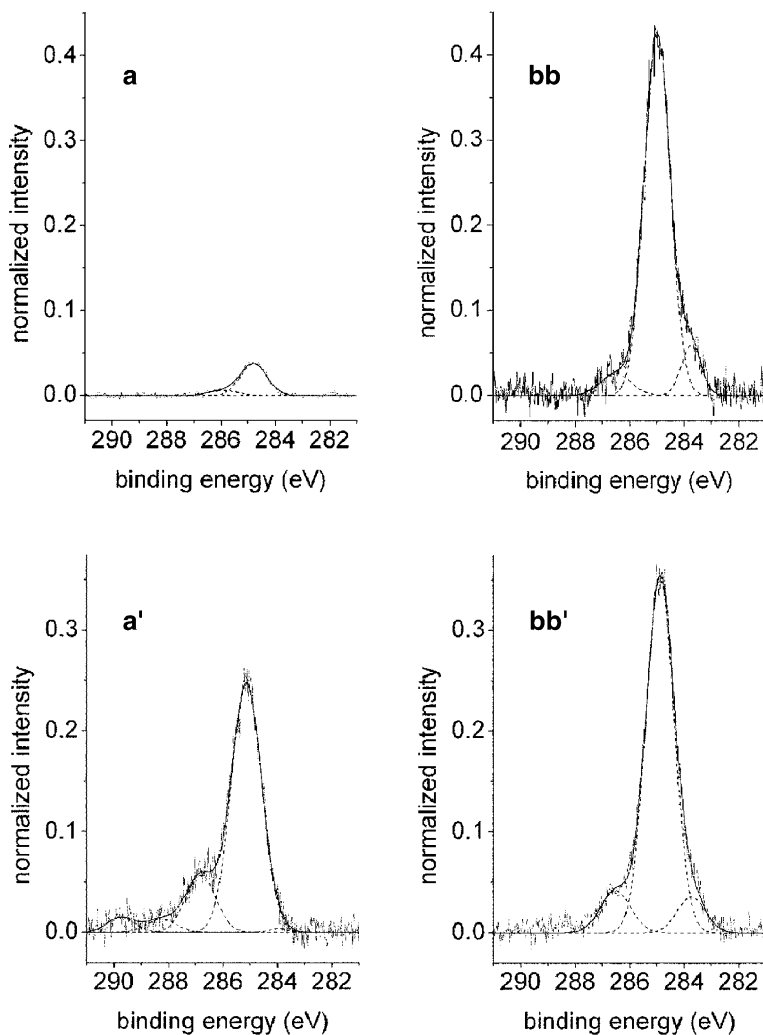 a
0.4
0.3
0.2
0.1
0.0
normalized intensity
290 288 286 284 282
binding energy (eV)
bb
0.4
0.3
0.2
0.1
0.0
normalized intensity
290 288 286 284 282
binding energy (eV)
a'
0.3
0.2
0.1
0.0
normalized intensity
290 288 286 284 282
binding energy (eV)
bb'
0.3
0.2
0.1
0.0
normalized intensity
290 288 286 284 282
binding energy (eV)